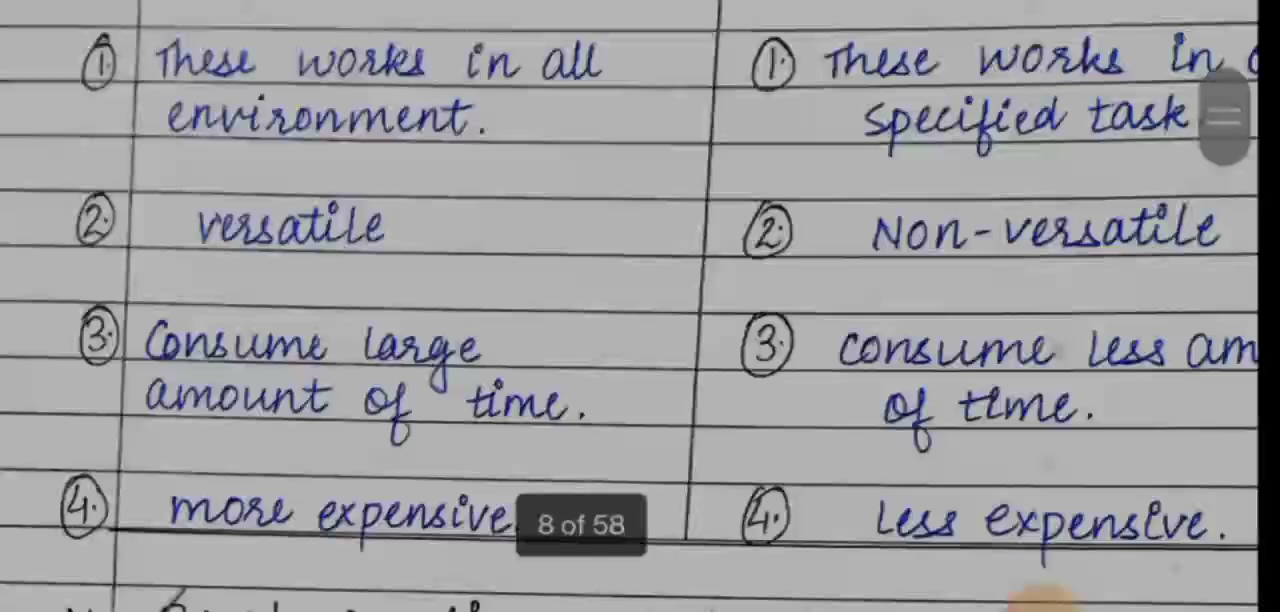 ① These works in all
environment.
② versatile
③ Consume large
amount of time.
④ more expensive
① These works in
specified task
② Non-versatile
③ consume less am
of time.
④ Less expensive.
8 of 58